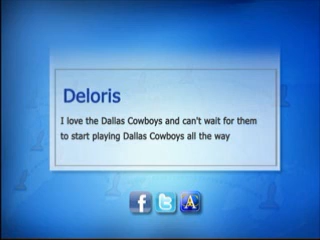 Deloris
I love the Dallas Cowboys and can't wait for them
to start playing Dallas Cowboys all the way
f
t
A